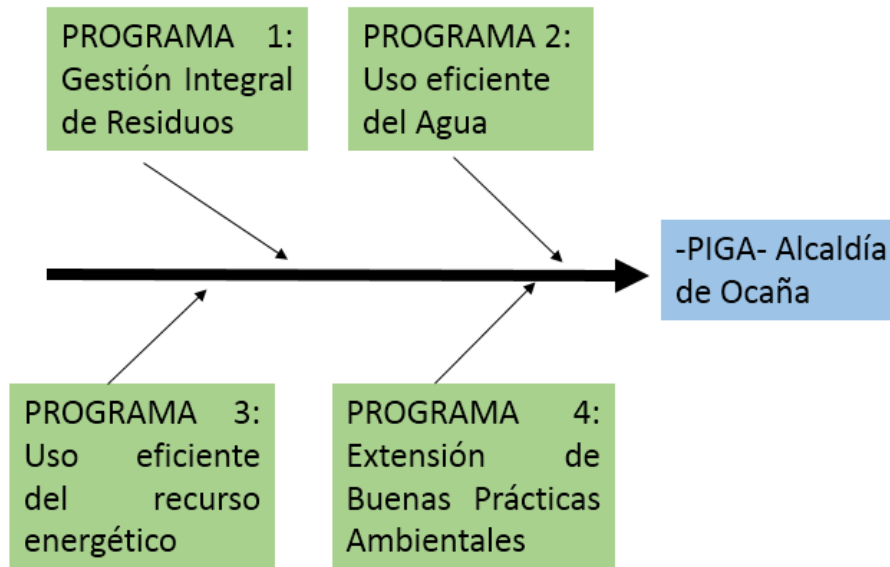 PROGRAMA 1:
Gestión Integral
de Residuos
PROGRAMA 2:
Uso eficiente
del Agua
-PIGA- Alcaldía
de Ocaña
PROGRAMA 3:
Uso eficiente
del recurso
energético
PROGRAMA 4:
Extensión de
Buenas Prácticas
Ambientales